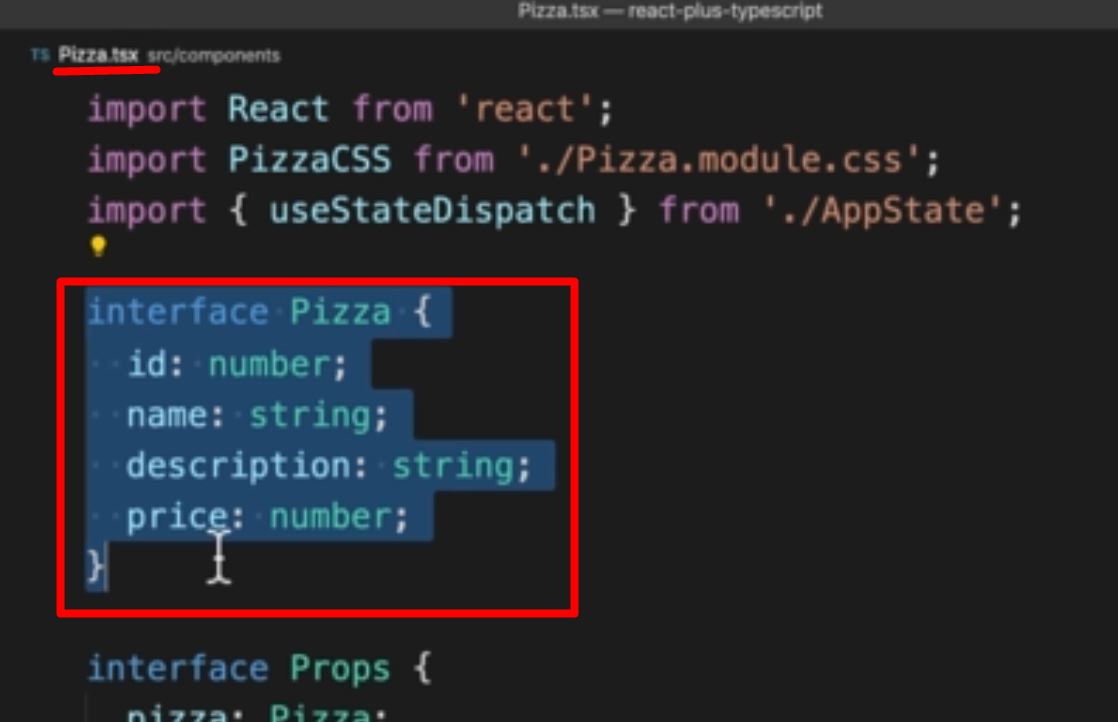 Pizza.tsx — react-plus-typescript
TS Pizza.tsx src/components
import React from 'react';
import PizzaCSS from './Pizza.module.css';
import { useStateDispatch } from './AppState';
interface Pizza {
id: number;
name: string;
description: string;
price: number;
}
interface Props {
pizza: Pizza;